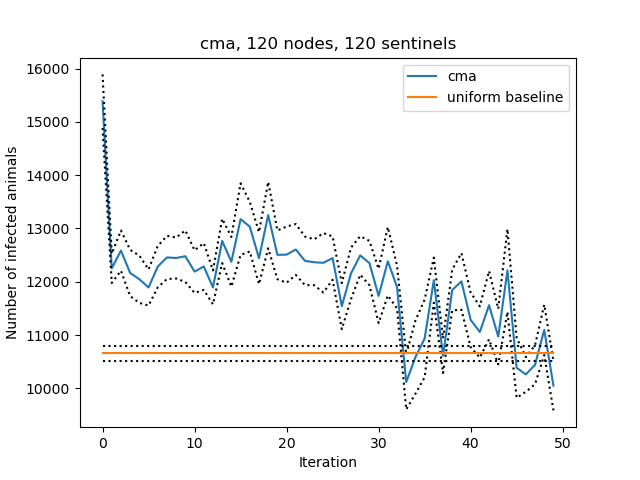 cma, 120 nodes, 120 sentinels
cma
uniform baseline
Number of infected animals
16000
15000
14000
13000
12000
11000
10000
0 10 20 30 40 50
Iteration